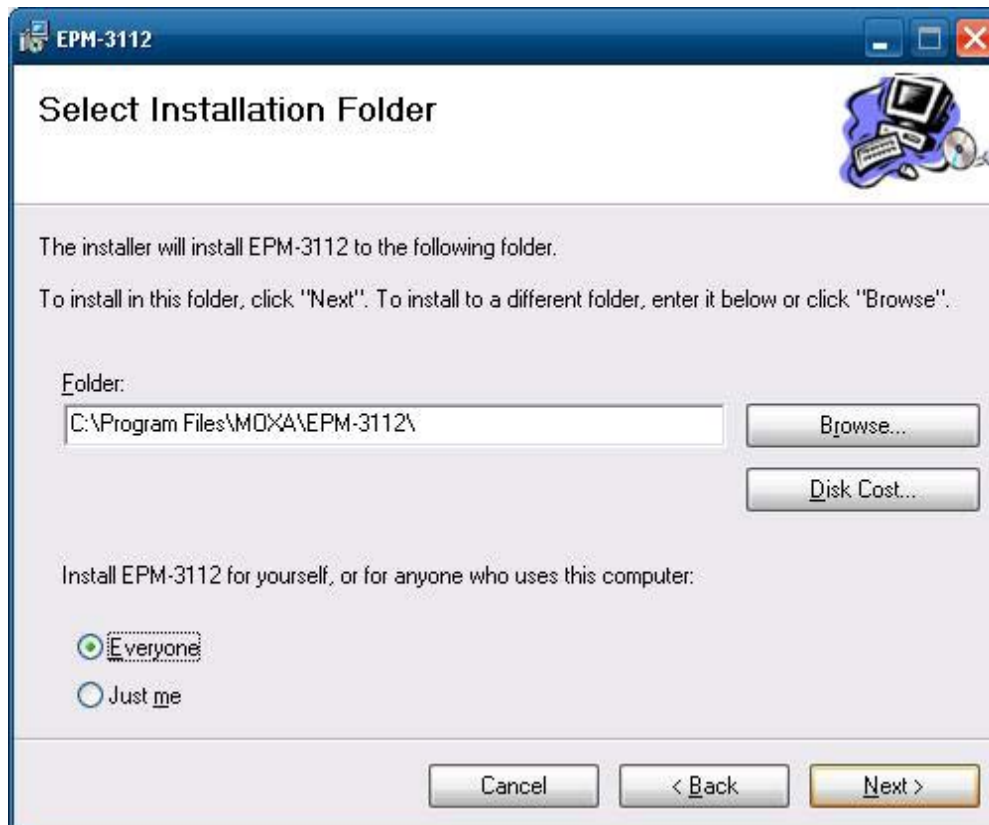 EPM-3112
Select Installation Folder
The installer will install EPM-3112 to the following folder.
To install in this folder, click "Next". To install to a different folder, enter it below or click "Browse".
Folder:
C:\Program Files\MOXA\EPM-3112\
Browse...
Disk Cost...
Install EPM-3112 for yourself, or for anyone who uses this computer:
Everyone
Just me
Cancel
< Back
Next >